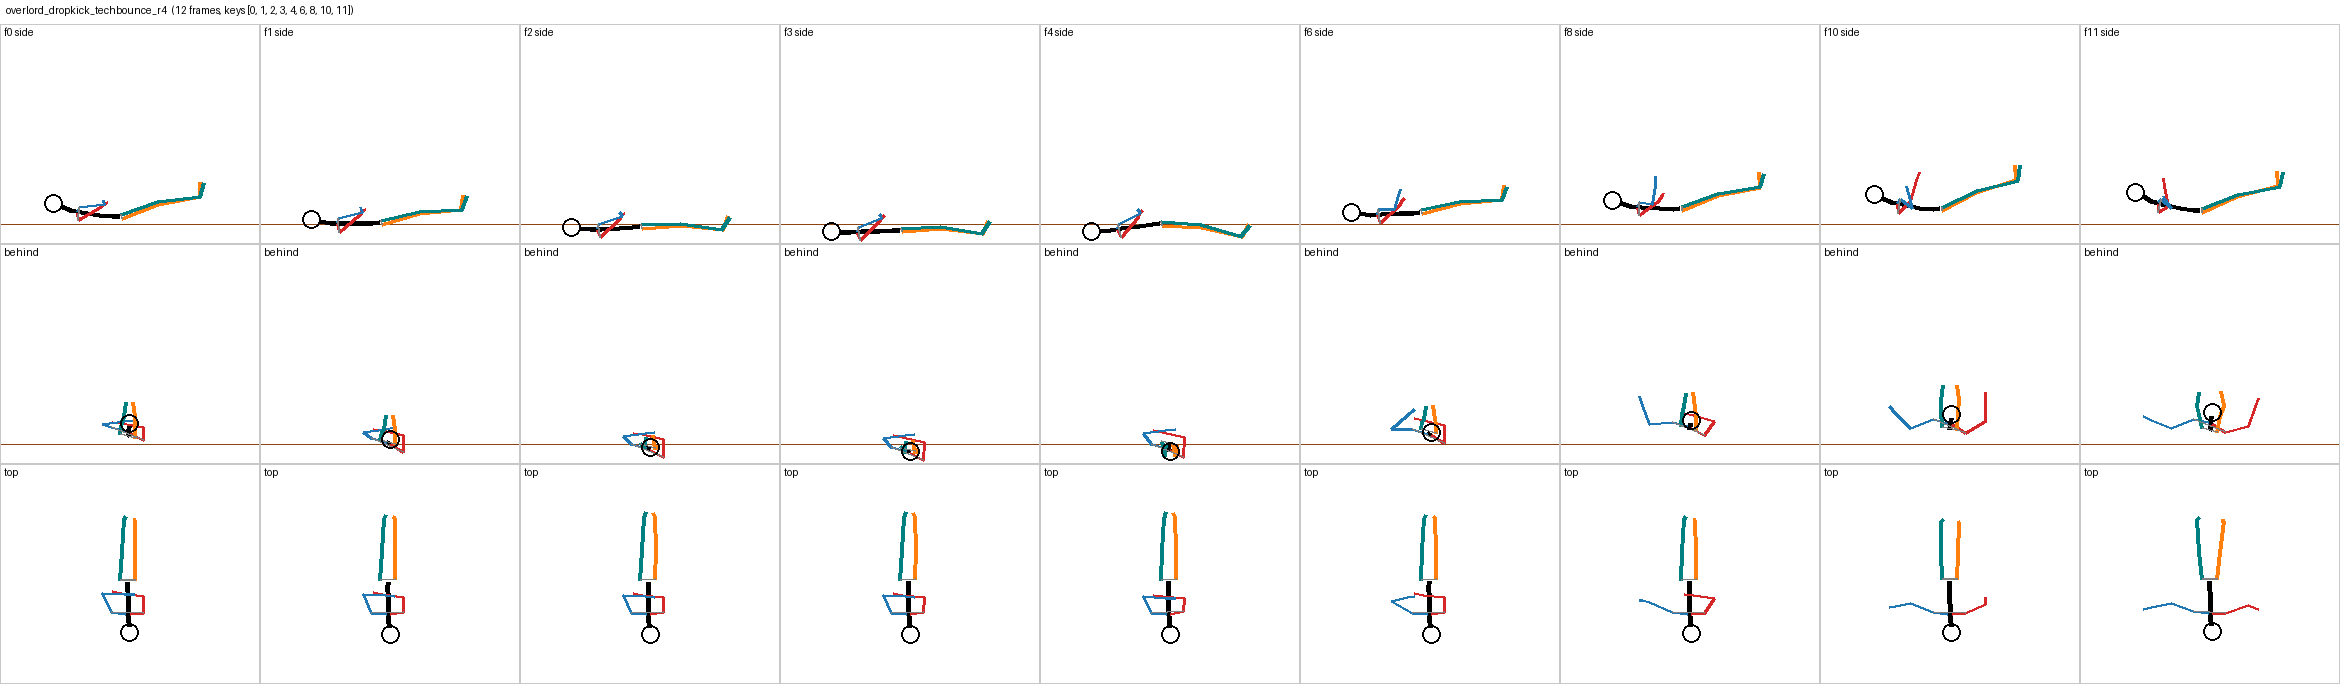 overlord_dropkick_techbounce_r4 (12 frames, keys [0, 1, 2, 3, 4, 6, 8, 10, 11])
f0 side f1 side f2 side f3 side f4 side f6 side f8 side f10 side f11 side
behind behind behind behind behind behind behind behind behind
top top top top top top top top top